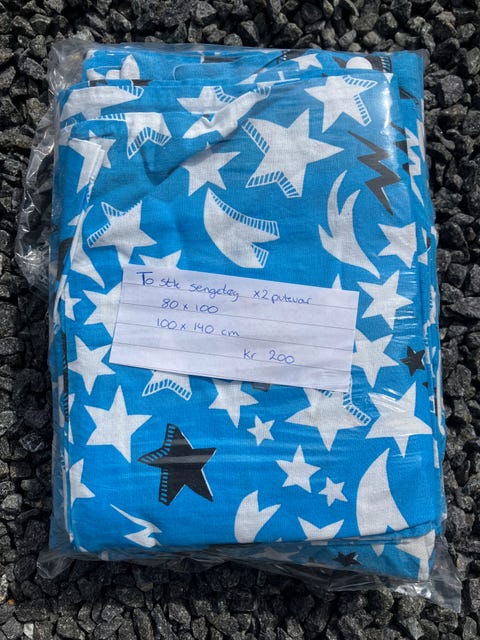 To stk sengetøy x2 putevar
80 x 100
100 x 140 cm
kr 200